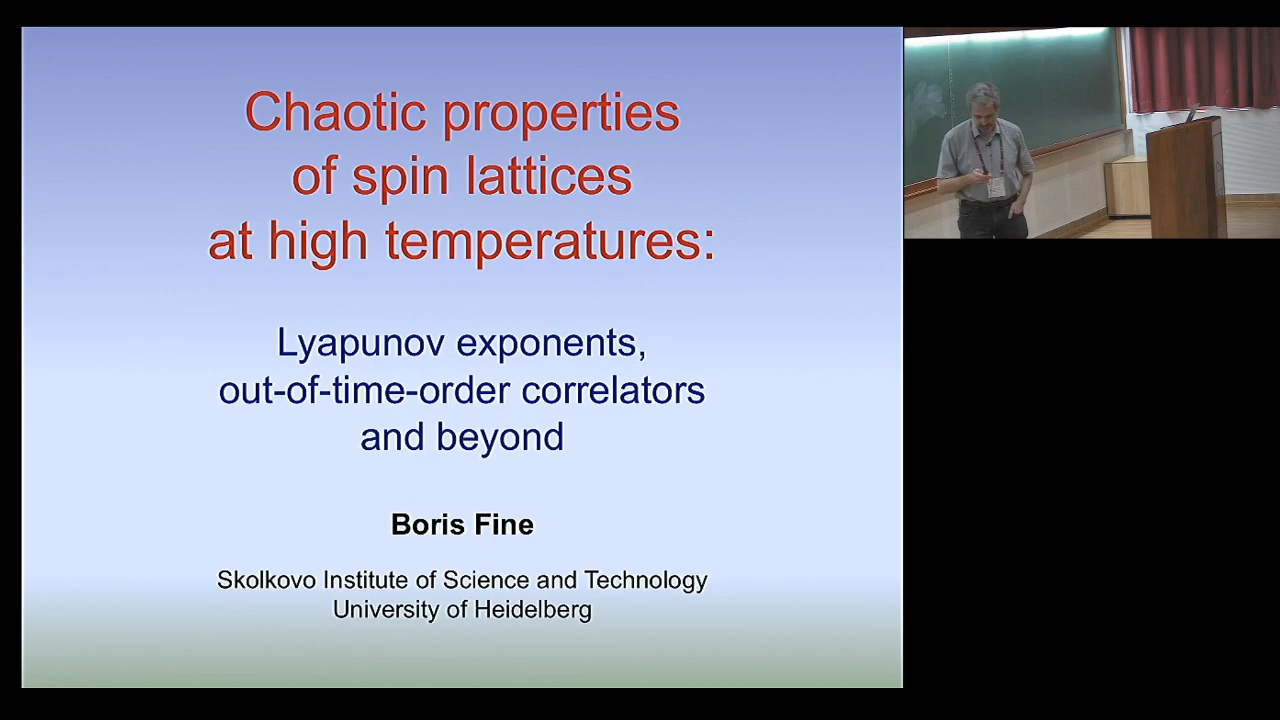 Chaotic properties
of spin lattices
at high temperatures:
Lyapunov exponents,
out-of-time-order correlators
and beyond
Boris Fine
Skolkovo Institute of Science and Technology
University of Heidelberg